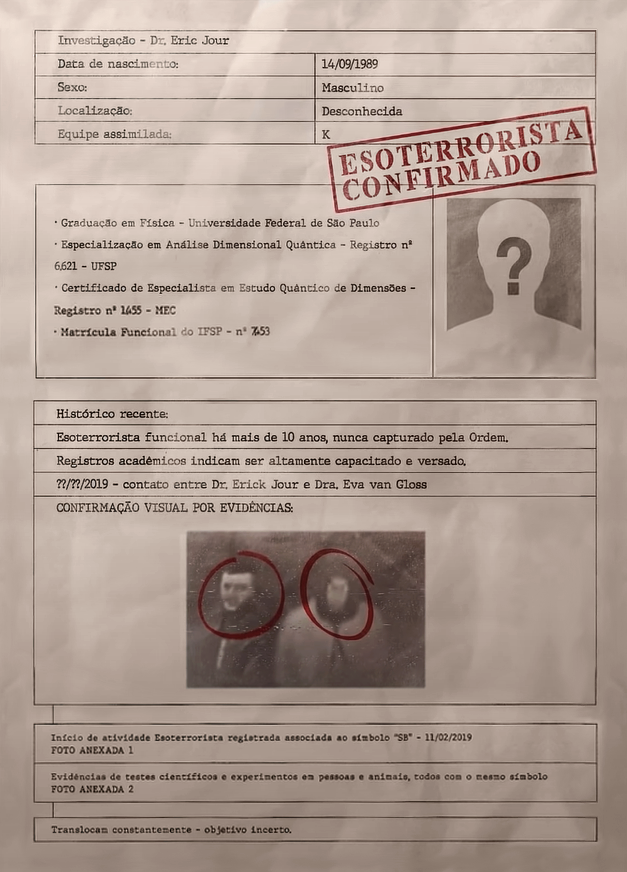 Investigação - Dr. Eric Jour
Data de nascimento: 14/09/1989
Sexo: Masculino
Localização: Desconhecida
Equipe assimilada: K
ESOTERRORISTA
CONFIRMADO
· Graduação em Física - Universidade Federal de São Paulo
· Especialização em Análise Dimensional Quântica - Registro nº
6,621 - UFSP
· Certificado de Especialista em Estudo Quântico de Dimensões -
Registro nº 1455 - MEC
· Matrícula Funcional do IFSP - nº 7453
?
Histórico recente:
Esoterrorista funcional há mais de 10 anos, nunca capturado pela Ordem.
Registros acadêmicos indicam ser altamente capacitado e versado.
??/??/2019 - contato entre Dr. Erick Jour e Dra. Eva van Gloss
CONFIRMAÇÃO VISUAL POR EVIDÊNCIAS:
Início de atividade Esoterrorista registrada associada ao símbolo "SB" - 11/02/2019
FOTO ANEXADA 1
Evidências de testes científicos e experimentos em pessoas e animais, todos com o mesmo símbolo
FOTO ANEXADA 2
Translocam constantemente - objetivo incerto.